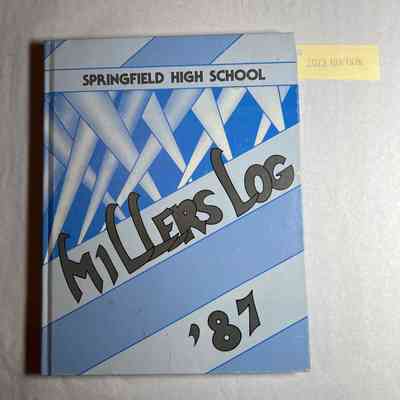 SPRINGFIELD HIGH SCHOOL
MILLERS LOG
'87